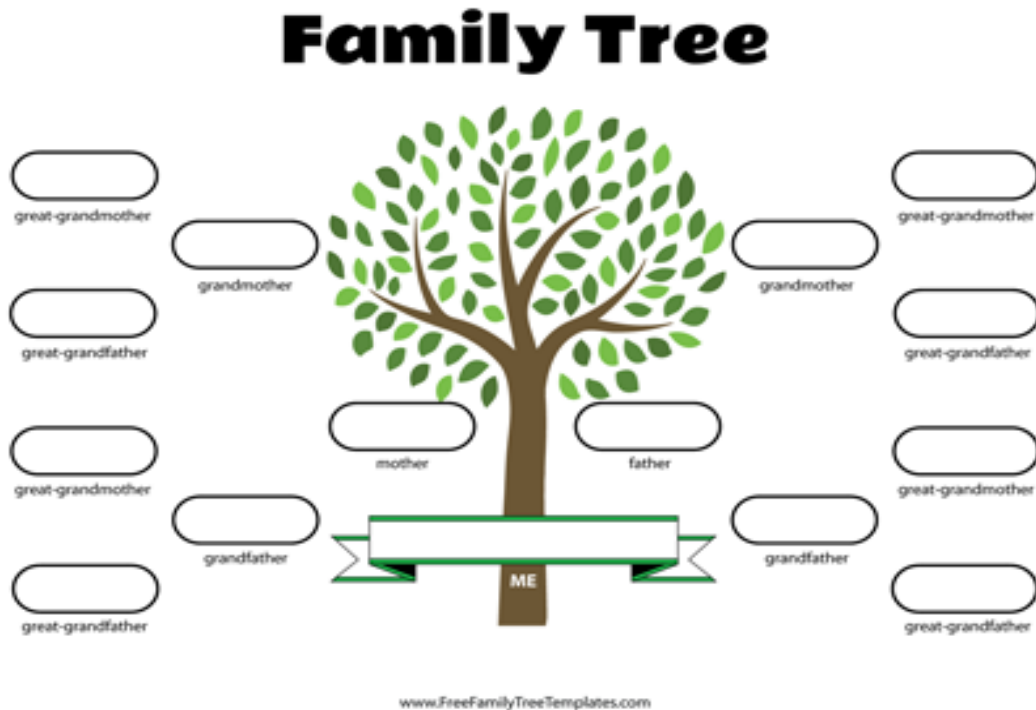 Family Tree
great-grandmother
great-grandmother
grandmother
grandmother
great-grandfather
great-grandfather
mother
father
great-grandmother
great-grandmother
grandfather
grandfather
ME
great-grandfather
great-grandfather
www.FreeFamilyTreeTemplates.com